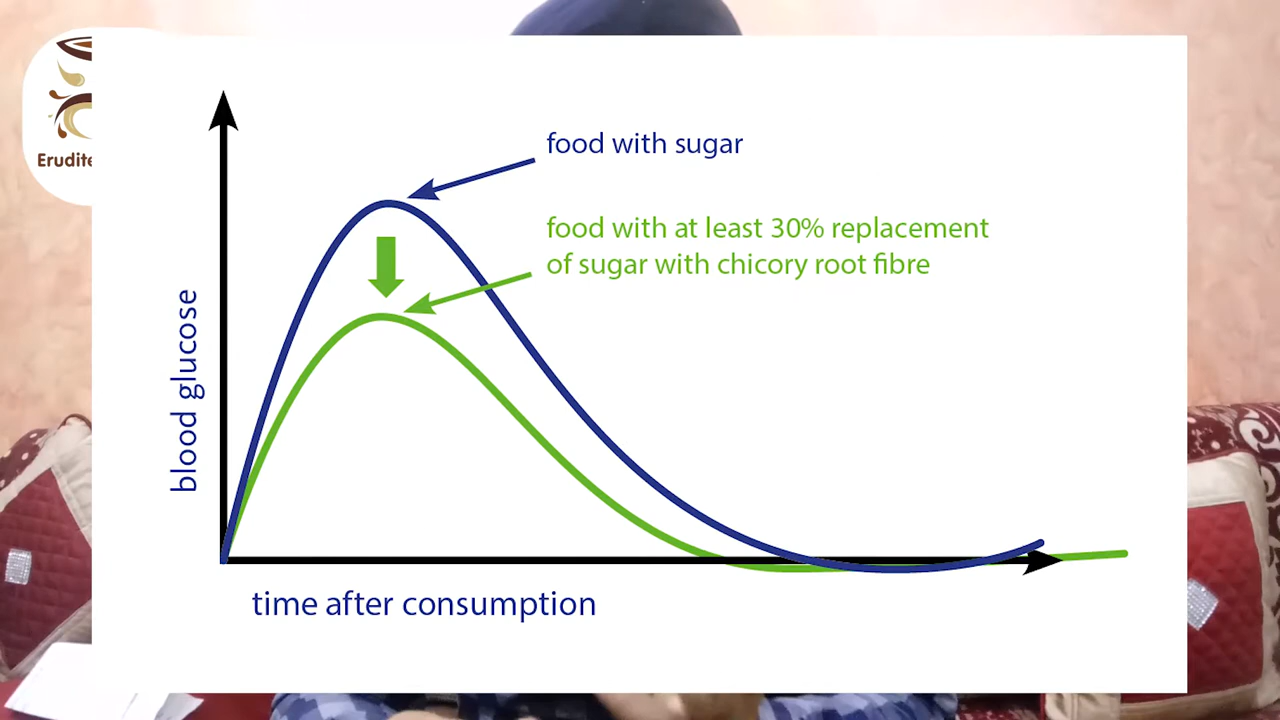 Erudite
food with sugar
food with at least 30% replacement
of sugar with chicory root fibre
blood glucose
time after consumption